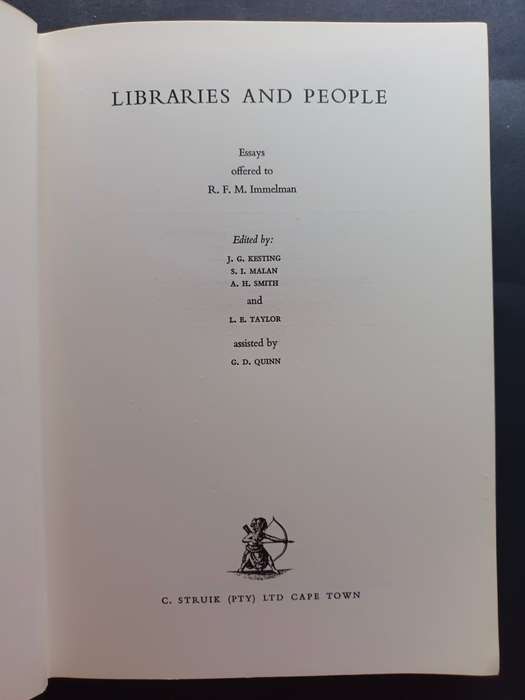 LIBRARIES AND PEOPLE
Essays
offered to
R. F. M. Immelman
Edited by:
J. G. KESTING
S. I. MALAN
A. H. SMITH
and
L. E. TAYLOR
assisted by
G. D. QUINN
C. STRUIK (PTY) LTD CAPE TOWN